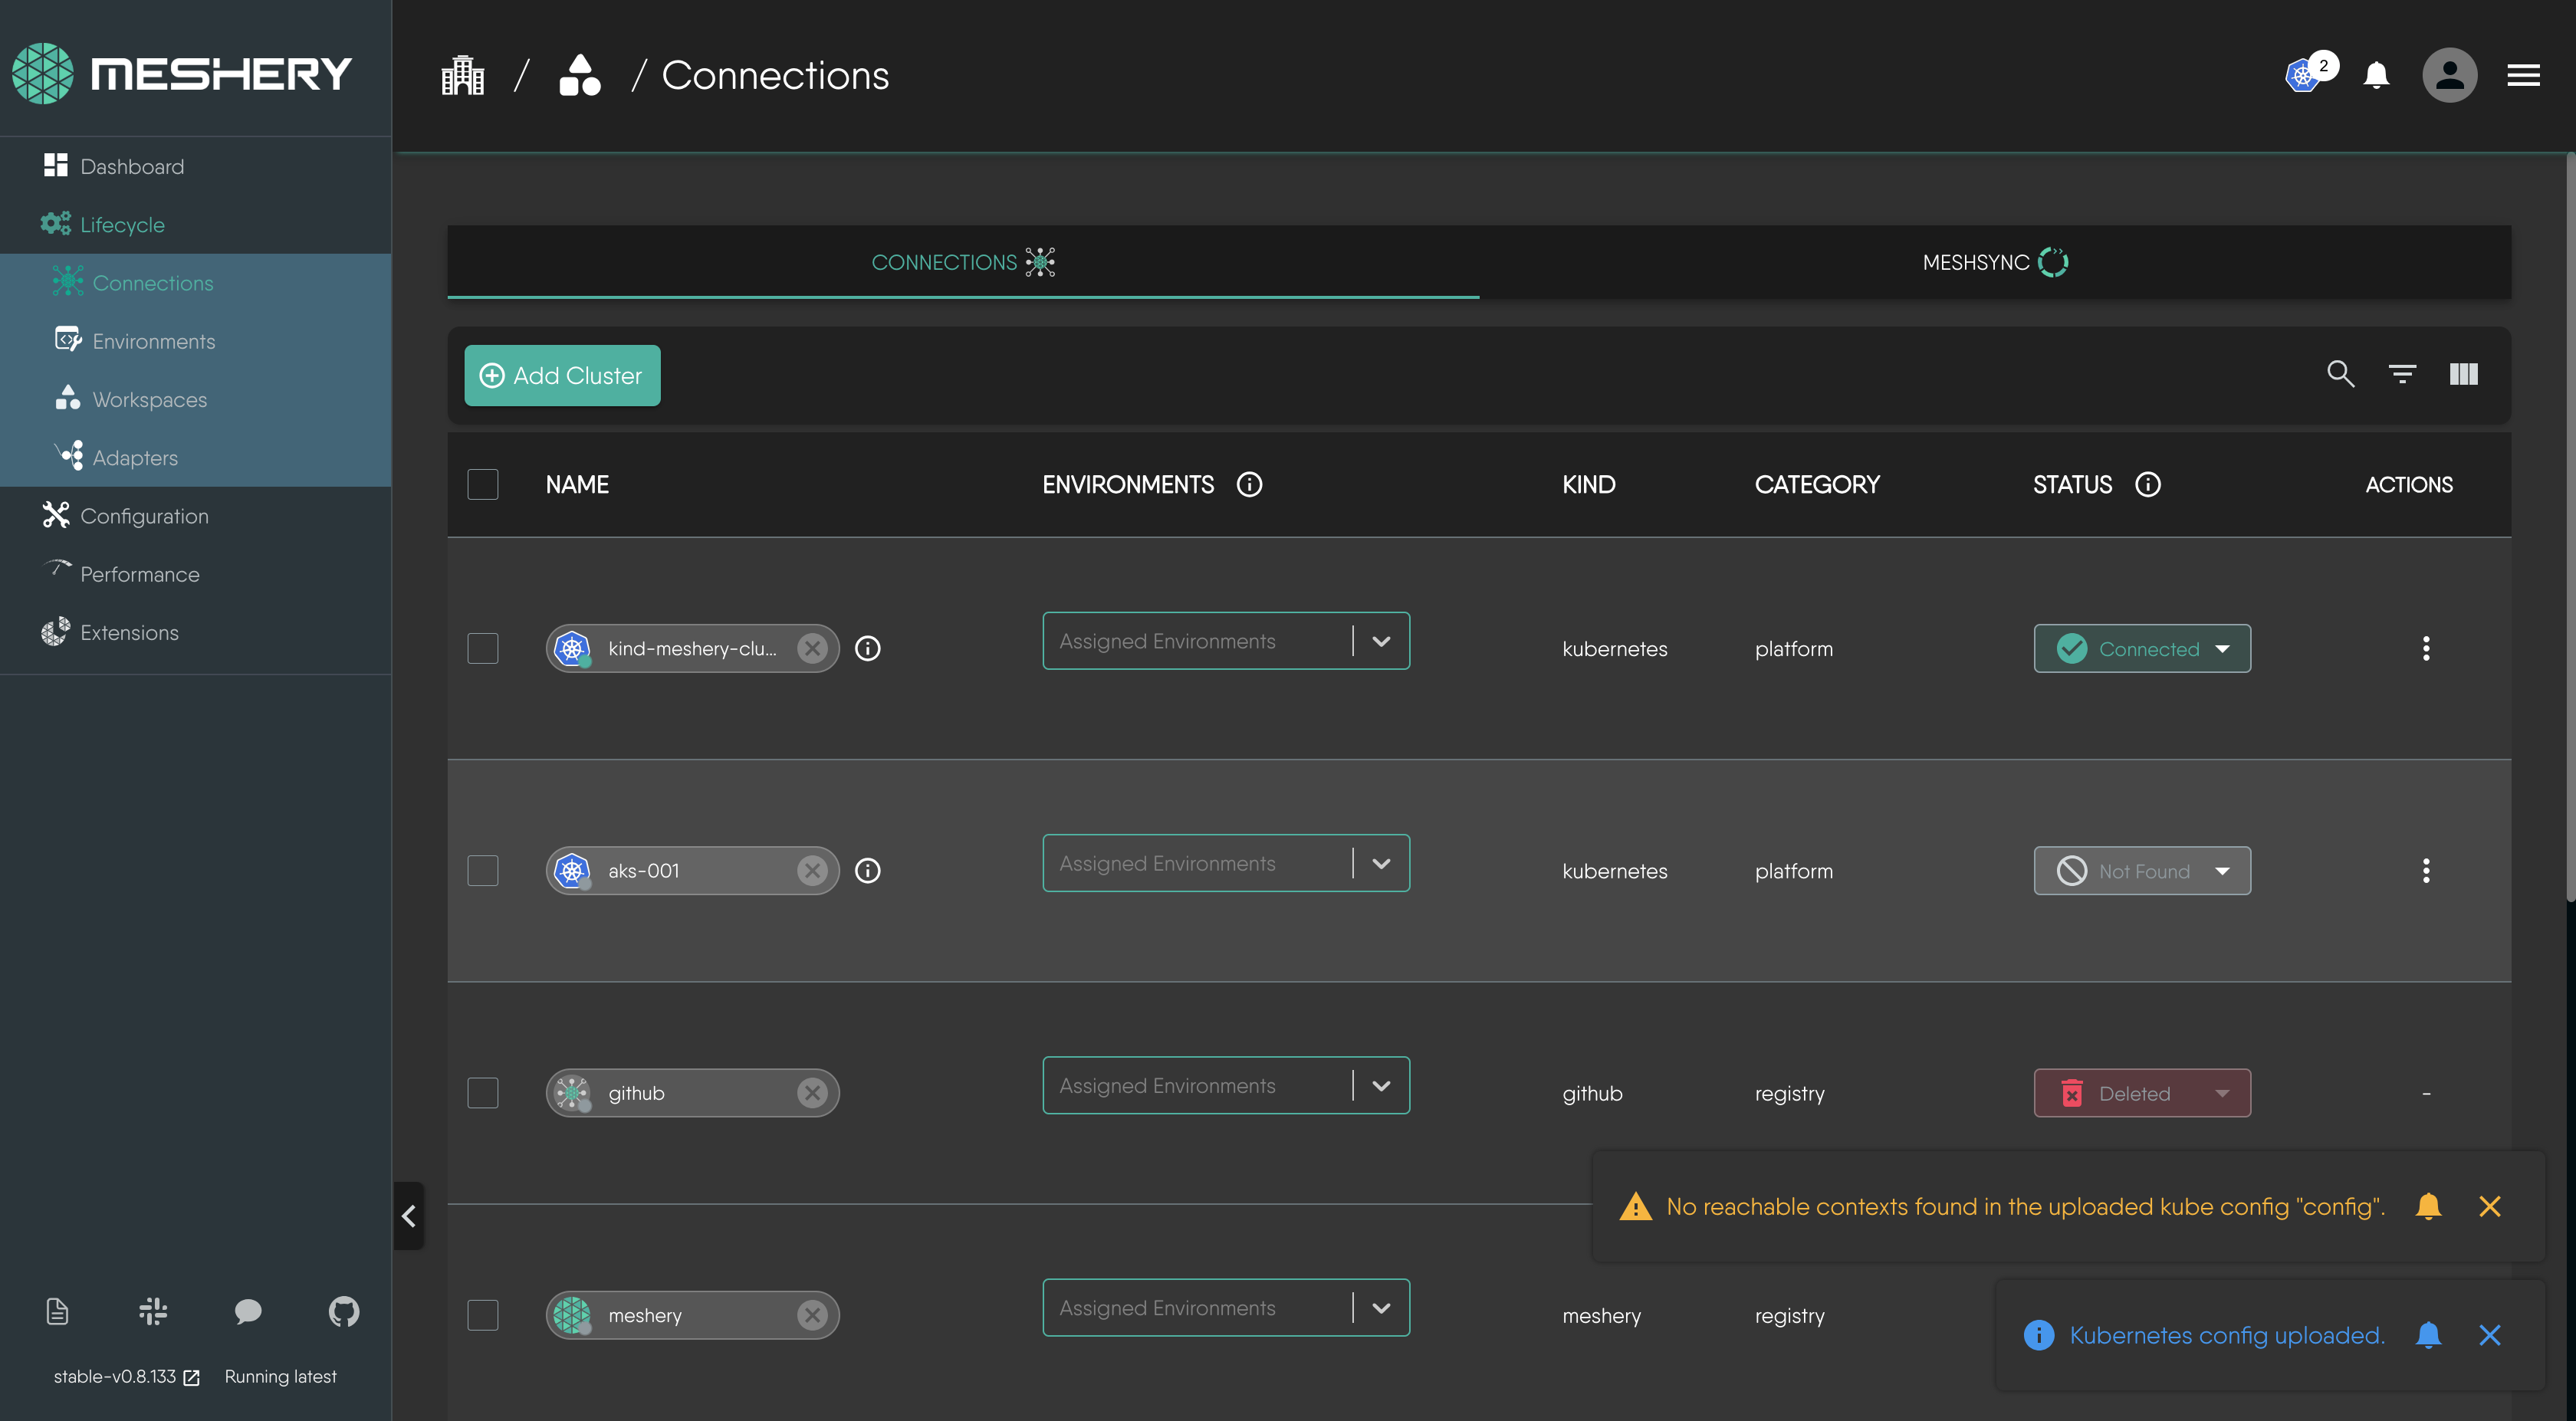 MESHERY
/ / Connections
2
Dashboard
Lifecycle
Connections
Environments
Workspaces
Adapters
Configuration
Performance
Extensions
CONNECTIONS
MESHSYNC
Add Cluster
NAME ENVIRONMENTS KIND CATEGORY STATUS ACTIONS
kind-meshery-clu... Assigned Environments kubernetes platform Connected
aks-001 Assigned Environments kubernetes platform Not Found
github Assigned Environments github registry Deleted -
No reachable contexts found in the uploaded kube config "config".
meshery Assigned Environments meshery registry
Kubernetes config uploaded.
stable-v0.8.133 Running latest